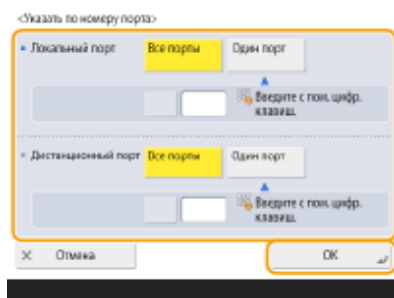 <Указать по номеру порта>
Локальный порт Все порты Один порт
Введите с пом. цифр.
клавиш.
Дистанционный порт Все порты Один порт
Введите с пом. цифр.
клавиш.
Отмена OK